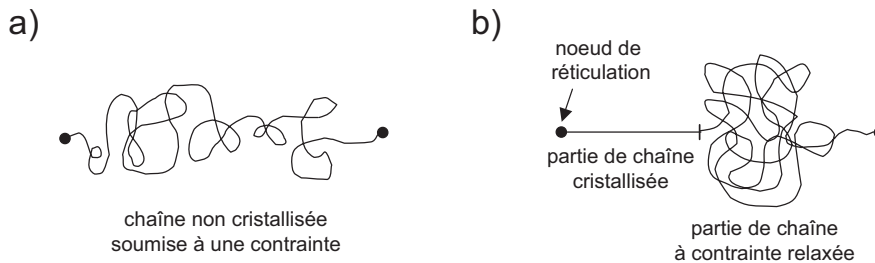 a)
chaîne non cristallisée
soumise à une contrainte
b)
noeud de
réticulation
partie de chaîne
cristallisée
partie de chaîne
à contrainte relaxée